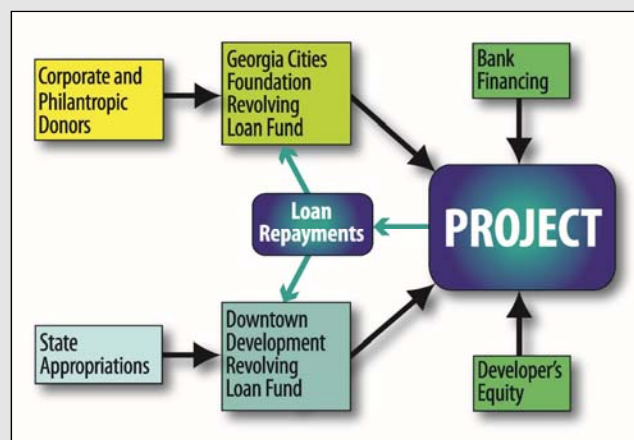 Corporate and
Philantropic
Donors
Georgia Cities
Foundation
Revolving
Loan Fund
Bank
Financing
Loan
Repayments
PROJECT
State
Appropriations
Downtown
Development
Revolving
Loan Fund
Developer's
Equity